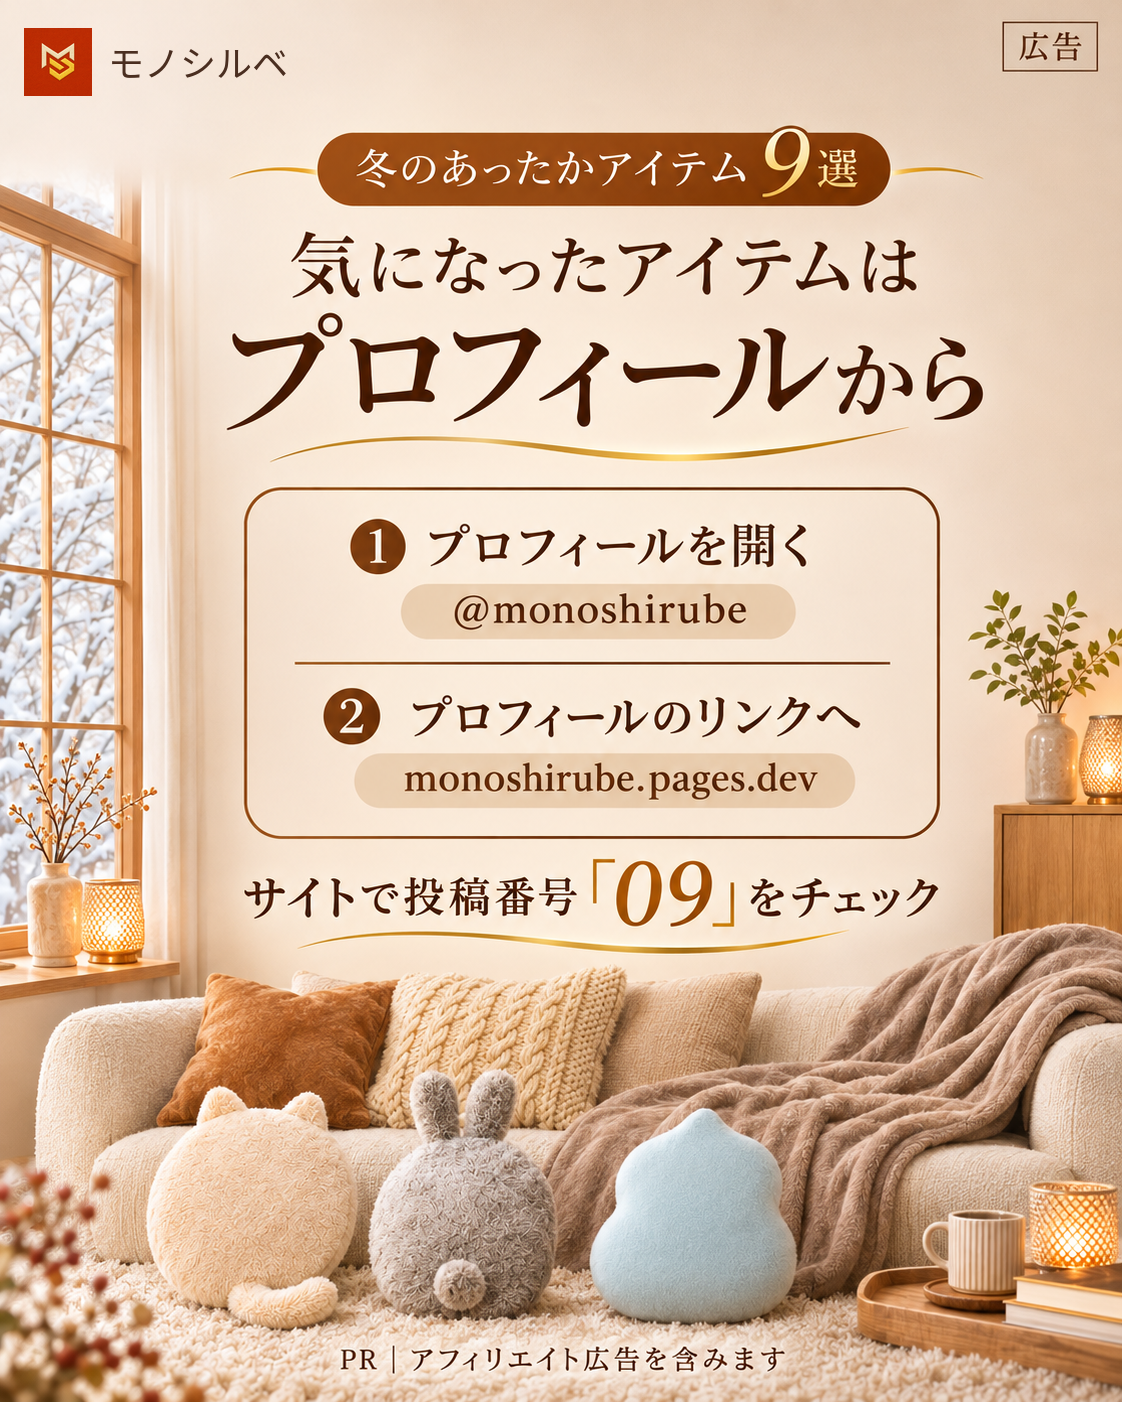 モノシルベ
広告
冬のあったかアイテム9選
気になったアイテムは
プロフィールから
1 プロフィールを開く
@monoshirube
2 プロフィールのリンクへ
monoshirube.pages.dev
サイトで投稿番号「09」をチェック
PR｜アフィリエイト広告を含みます